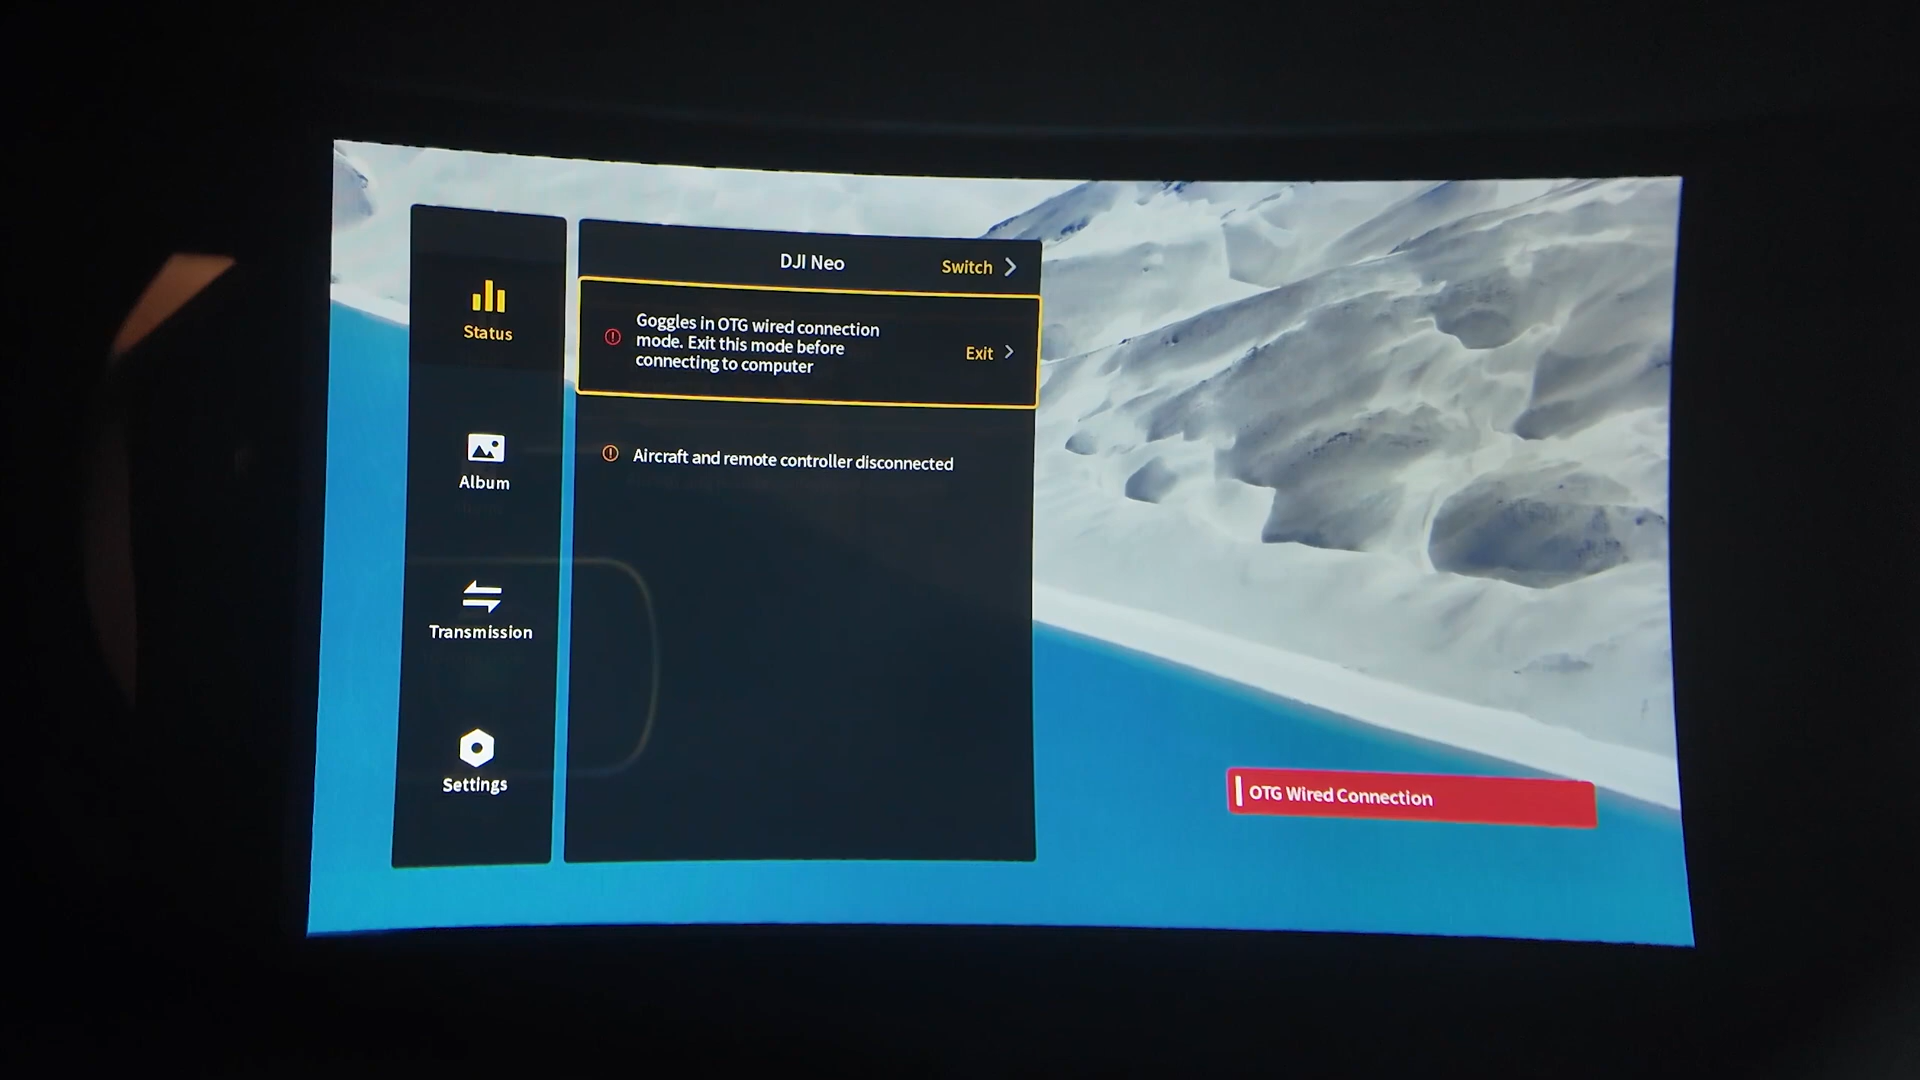 Status
Album
Transmission
Settings
DJI Neo
Switch
Goggles in OTG wired connection
mode. Exit this mode before
connecting to computer
Exit
Aircraft and remote controller disconnected
OTG Wired Connection